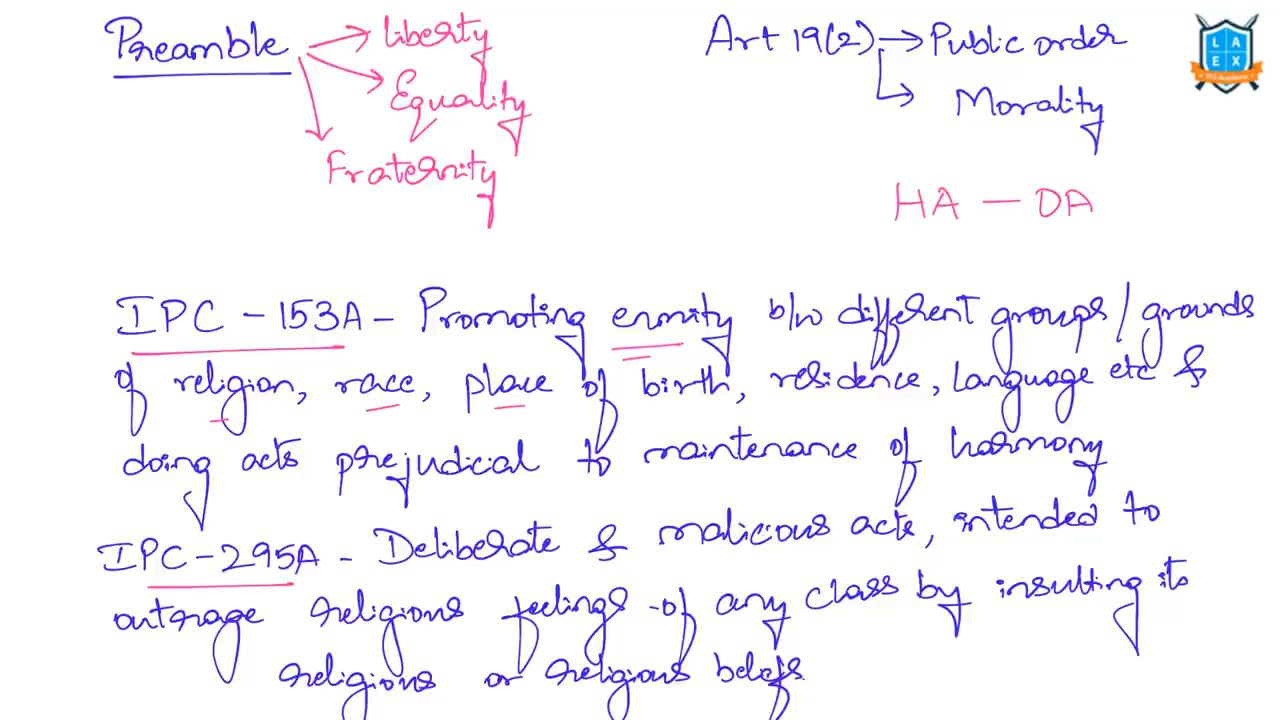 Preamble → Liberty
→ Equality
→ Fraternity
Art 19(2) → Public order
→ Morality
LAEX
HA — DA
IPC - 153A - Promoting enmity b/w different groups / grounds
of religion, race, place of birth, residence, language etc &
doing acts prejudical to maintenance of harmony
IPC-295A - Deliberate & malicious acts, intended to
outrage religious feelings of any class by insulting its
religions or religious beliefs